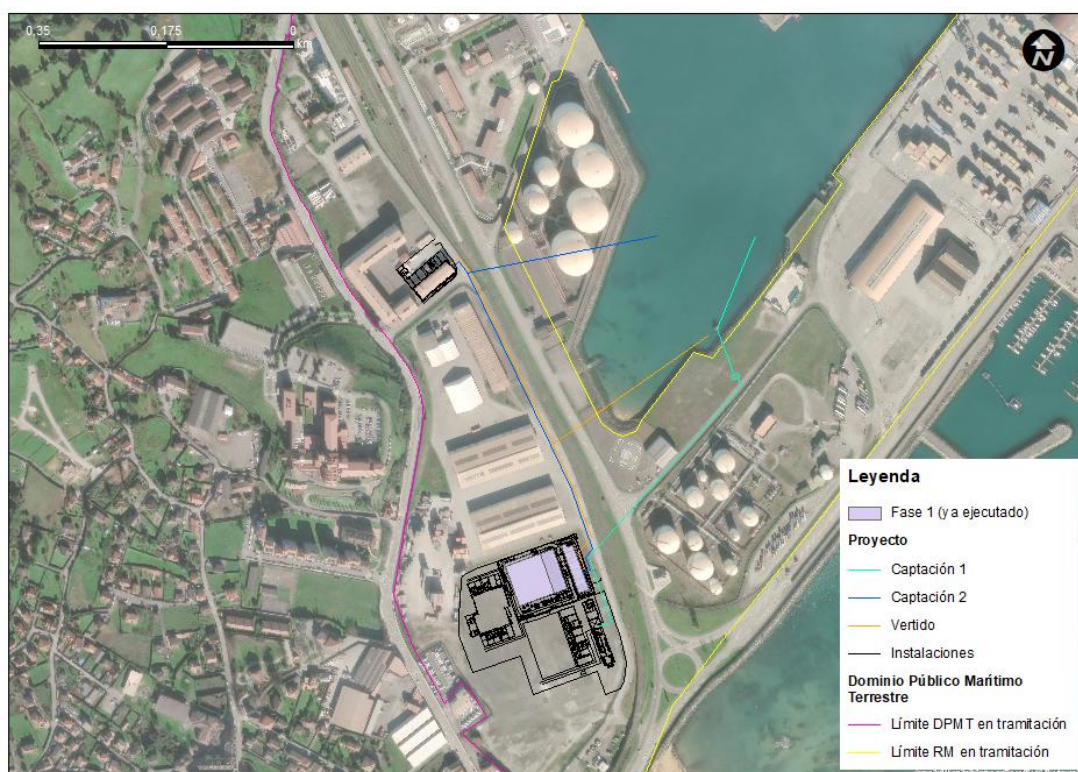 0,35 0,175 0
km
N
Leyenda
Fase 1 (ya ejecutado)
Proyecto
Captación 1
Captación 2
Vertido
Instalaciones
Dominio Público Marítimo
Terrestre
Límite DPMT en tramitación
Límite RM en tramitación